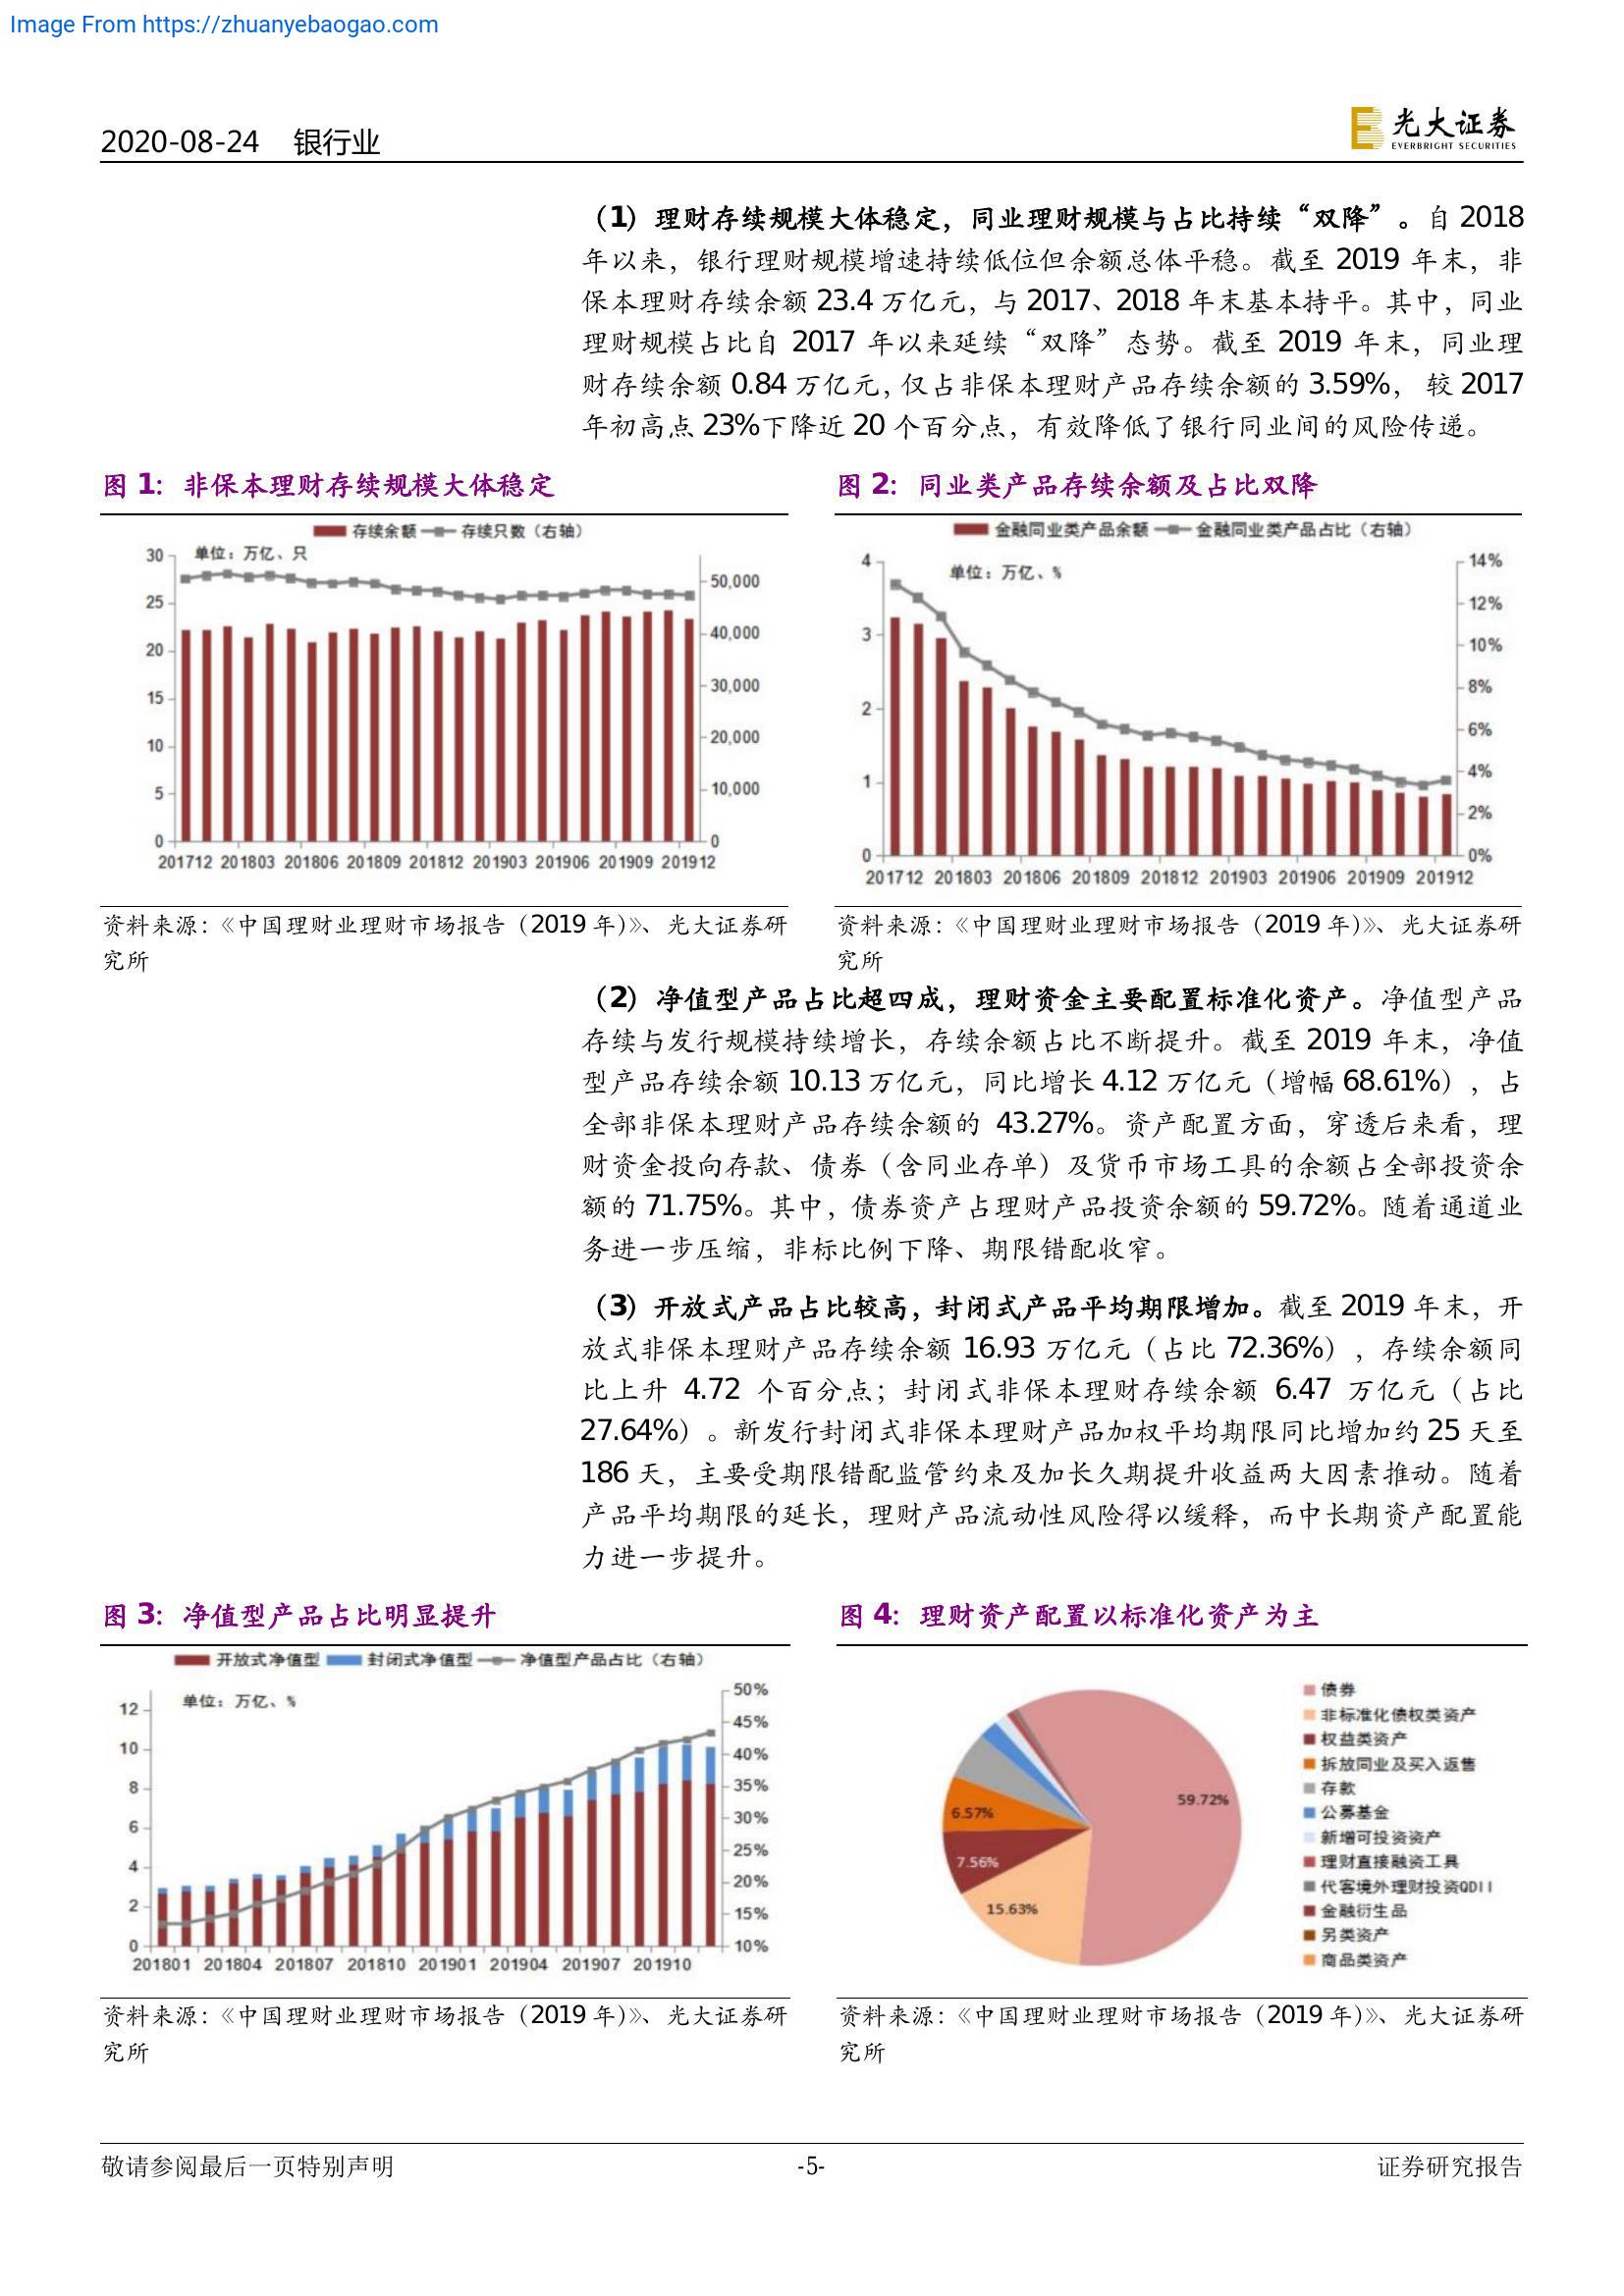 Image From https://zhuanyebaogao.com
2020-08-24 银行业
光大证券
EVERBRIGHT SECURITIES
（1）理财存续规模大体稳定，同业理财规模与占比持续“双降”。自 2018
年以来，银行理财规模增速持续低位但余额总体平稳。截至 2019 年末，非
保本理财存续余额 23.4 万亿元，与 2017、2018 年末基本持平。其中，同业
理财规模占比自 2017 年以来延续“双降”态势。截至 2019 年末，同业理
财存续余额 0.84 万亿元，仅占非保本理财产品存续余额的 3.59%， 较 2017
年初高点 23%下降近 20 个百分点，有效降低了银行同业间的风险传递。
图 1：非保本理财存续规模大体稳定
存续余额 存续只数（右轴）
单位：万亿、只
30
25
20
15
10
5
0
50,000
40,000
30,000
20,000
10,000
0
201712 201803 201806 201809 201812 201903 201906 201909 201912
资料来源：《中国理财业理财市场报告（2019 年）》、光大证券研
究所
图 2：同业类产品存续余额及占比双降
金融同业类产品余额 金融同业类产品占比（右轴）
单位：万亿、%
4
3
2
1
0
14%
12%
10%
8%
6%
4%
2%
0%
201712 201803 201806 201809 201812 201903 201906 201909 201912
资料来源：《中国理财业理财市场报告（2019 年）》、光大证券研
究所
（2）净值型产品占比超四成，理财资金主要配置标准化资产。净值型产品
存续与发行规模持续增长，存续余额占比不断提升。截至 2019 年末，净值
型产品存续余额 10.13 万亿元，同比增长 4.12 万亿元（增幅 68.61%），占
全部非保本理财产品存续余额的 43.27%。资产配置方面，穿透后来看，理
财资金投向存款、债券（含同业存单）及货币市场工具的余额占全部投资余
额的 71.75%。其中，债券资产占理财产品投资余额的 59.72%。随着通道业
务进一步压缩，非标比例下降、期限错配收窄。
（3）开放式产品占比较高，封闭式产品平均期限增加。截至 2019 年末，开
放式非保本理财产品存续余额 16.93 万亿元（占比 72.36%），存续余额同
比上升 4.72 个百分点；封闭式非保本理财存续余额 6.47 万亿元（占比
27.64%）。新发行封闭式非保本理财产品加权平均期限同比增加约 25 天至
186 天，主要受期限错配监管约束及加长久期提升收益两大因素推动。随着
产品平均期限的延长，理财产品流动性风险得以缓释，而中长期资产配置能
力进一步提升。
图 3：净值型产品占比明显提升
开放式净值型 封闭式净值型 净值型产品占比（右轴）
单位：万亿、%
12
10
8
6
4
2
0
50%
45%
40%
35%
30%
25%
20%
15%
10%
201801 201804 201807 201810 201901 201904 201907 201910
资料来源：《中国理财业理财市场报告（2019 年）》、光大证券研
究所
图 4：理财资产配置以标准化资产为主
59.72%
6.57%
7.56%
15.63%
债券
非标准化债权类资产
权益类资产
拆放同业及买入返售
存款
公募基金
新增可投资资产
理财直接融资工具
代客境外理财投资QDII
金融衍生品
另类资产
商品类资产
资料来源：《中国理财业理财市场报告（2019 年）》、光大证券研
究所
敬请参阅最后一页特别声明
-5-
证券研究报告